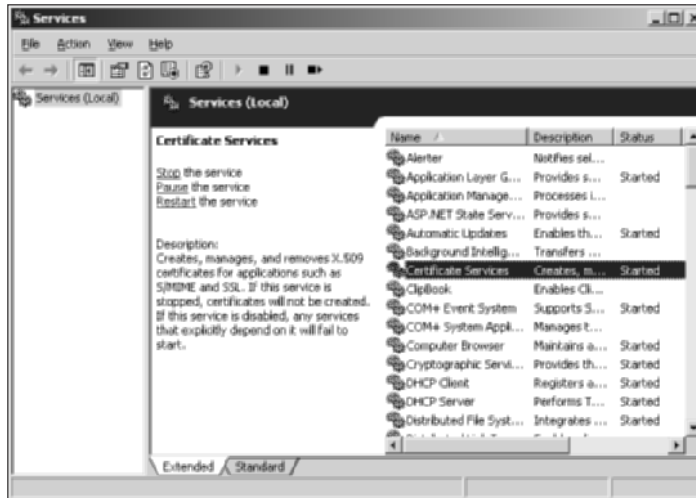 Services
File Action View Help
Services (Local)
Services (Local)
Certificate Services
Stop the service
Pause the service
Restart the service
Description:
Creates, manages, and removes X.509
certificates for applications such as
S/MIME and SSL. If this service is
stopped, certificates will not be created.
If this service is disabled, any services
that explicitly depend on it will fail to
start.
Name Description Status
Alerter Notifies sel...
Application Layer G... Provides s... Started
Application Manage... Processes i...
ASP.NET State Serv... Provides s...
Automatic Updates Enables th... Started
Background Intellig... Transfers ...
Certificate Services Creates, m... Started
ClipBook Enables Cli...
COM+ Event System Supports S... Started
COM+ System Appli... Manages t...
Computer Browser Maintains a... Started
Cryptographic Servi... Provides th... Started
DHCP Client Registers a... Started
DHCP Server Performs T... Started
Distributed File Syst... Integrates ... Started
Extended Standard